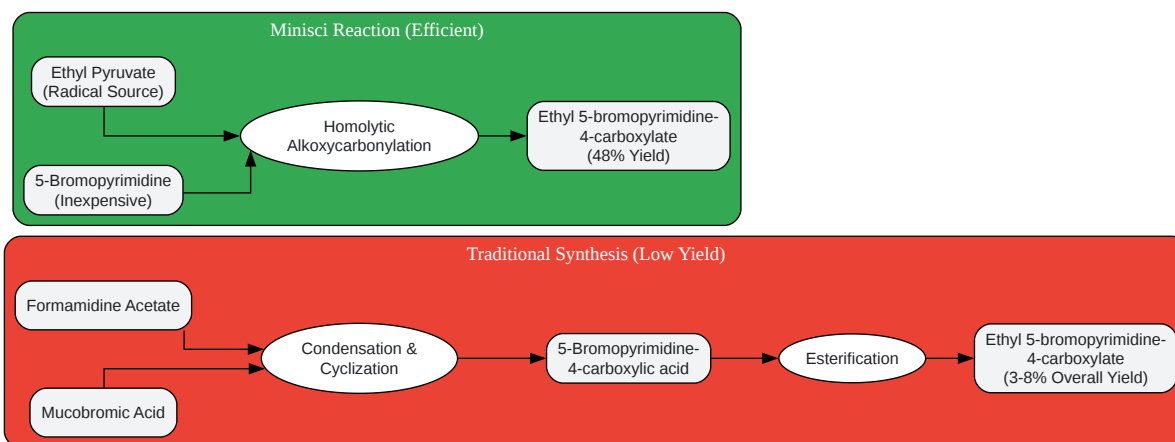 Minisci Reaction (Efficient)
Ethyl Pyruvate
(Radical Source)
Homolytic
Alkoxycarbonylation
Ethyl 5-bromopyrimidine-
4-carboxylate
(48% Yield)
5-Bromopyrimidine
(Inexpensive)
Traditional Synthesis (Low Yield)
Formamidine Acetate
Condensation &
Cyclization
5-Bromopyrimidine-
4-carboxylic acid
Esterification
Ethyl 5-bromopyrimidine-
4-carboxylate
(3-8% Overall Yield)
Mucobromic Acid